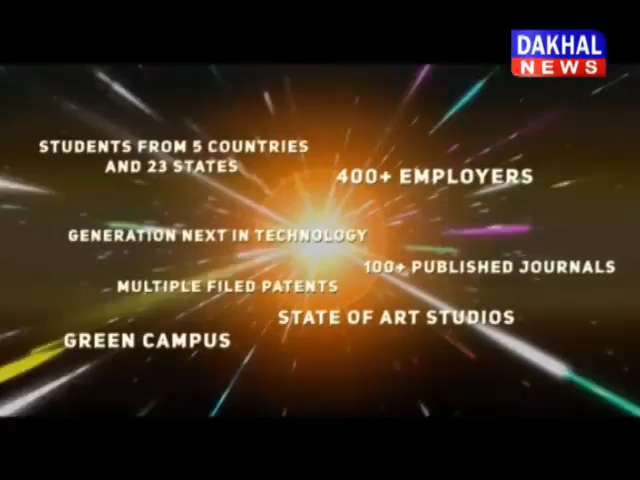 DAKHAL
NEWS
STUDENTS FROM 5 COUNTRIES
AND 23 STATES
400+ EMPLOYERS
GENERATION NEXT IN TECHNOLOGY
100+ PUBLISHED JOURNALS
MULTIPLE FILED PATENTS
STATE OF ART STUDIOS
GREEN CAMPUS